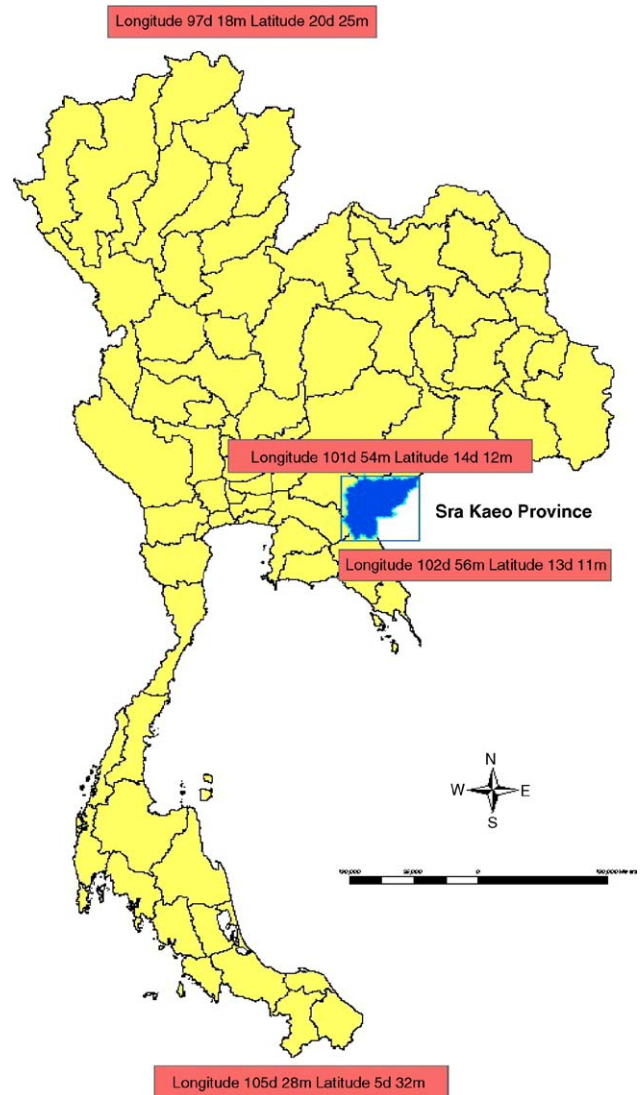 Longitude 97d 18m Latitude 20d 25m
Longitude 101d 54m Latitude 14d 12m
Sra Kaeo Province
Longitude 102d 56m Latitude 13d 11m
N
W E
S
0
Longitude 105d 28m Latitude 5d 32m